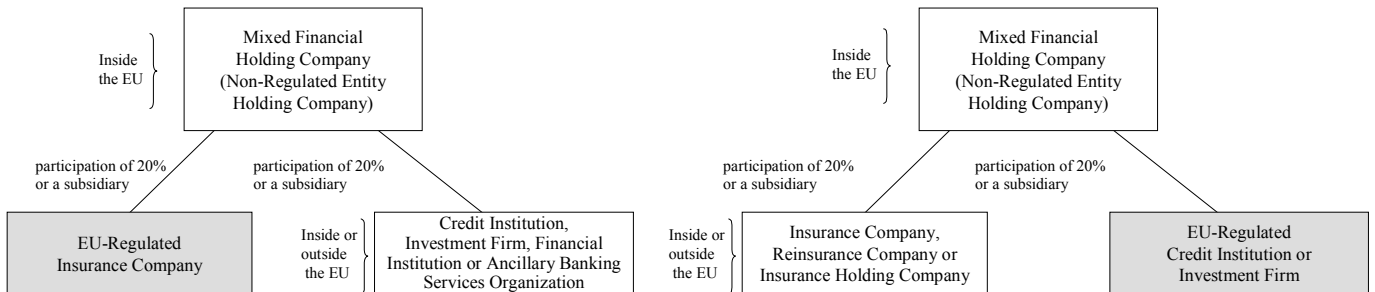 Inside
the EU
Mixed Financial
Holding Company
(Non-Regulated Entity
Holding Company)
participation of 20%
or a subsidiary
participation of 20%
or a subsidiary
EU-Regulated
Insurance Company
Inside or
outside
the EU
Credit Institution,
Investment Firm, Financial
Institution or Ancillary Banking
Services Organization
Inside
the EU
Mixed Financial
Holding Company
(Non-Regulated Entity
Holding Company)
participation of 20%
or a subsidiary
participation of 20%
or a subsidiary
Inside or
outside
the EU
Insurance Company,
Reinsurance Company or
Insurance Holding Company
EU-Regulated
Credit Institution or
Investment Firm